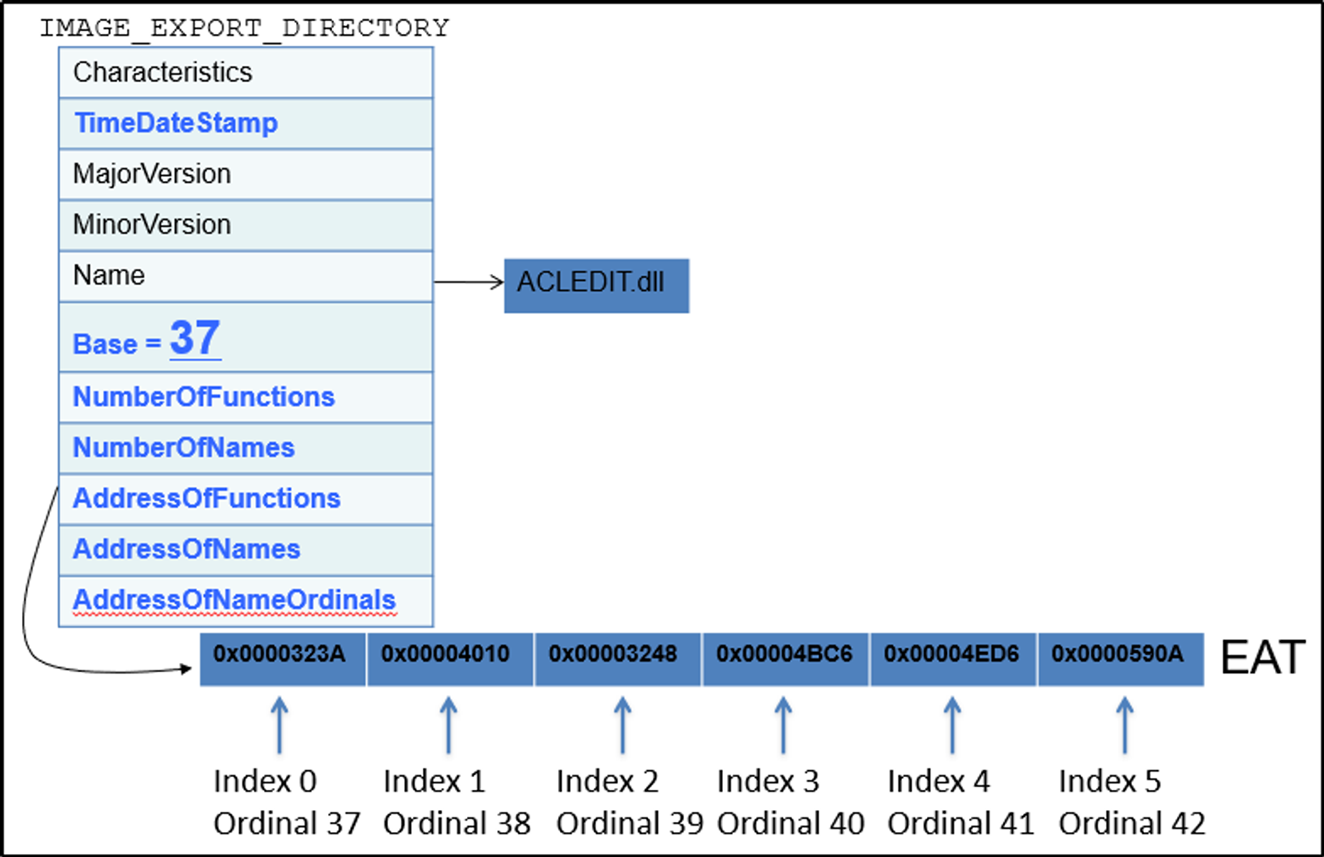 IMAGE_EXPORT_DIRECTORY
Characteristics
TimeDateStamp
MajorVersion
MinorVersion
Name
ACLEDIT.dll
Base = 37
NumberOfFunctions
NumberOfNames
AddressOfFunctions
AddressOfNames
AddressOfNameOrdinals
0x0000323A 0x00004010 0x00003248 0x00004BC6 0x00004ED6 0x0000590A EAT
Index 0 Index 1 Index 2 Index 3 Index 4 Index 5
Ordinal 37 Ordinal 38 Ordinal 39 Ordinal 40 Ordinal 41 Ordinal 42